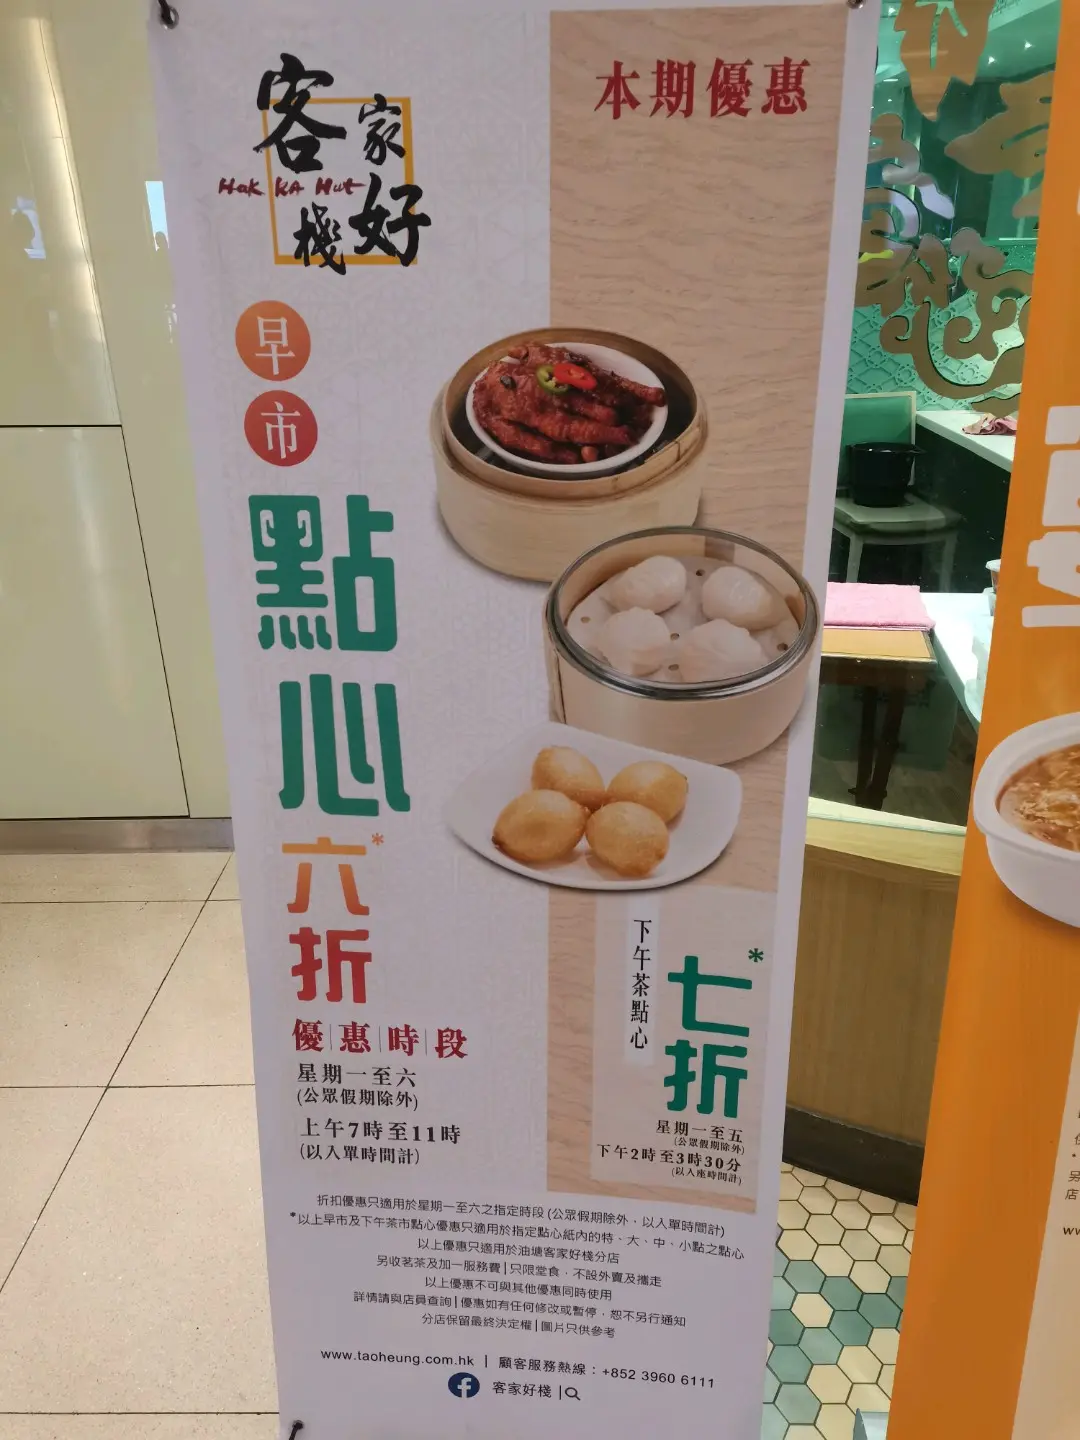 客家好棧
Hak KA Hut
本期優惠
早市
點心
六折*
優惠時段
星期一至六
(公眾假期除外)
上午7時至11時
(以入單時間計)
下午茶點心
七折*
星期一至五
(公眾假期除外)
下午2時至3時30分
(以入座時間計)
折扣優惠只適用於星期一至六之指定時段(公眾假期除外，以入單時間計)
*以上早市及下午茶市點心優惠只適用於指定點心紙內的特、大、中、小點之點心
以上優惠只適用於油塘客家好棧分店
另收茗茶及加一服務費|只限堂食，不設外賣及攜走
以上優惠不可與其他優惠同時使用
詳情請與店員查詢|優惠如有任何修改或暫停，恕不另行通知
分店保留最終決定權|圖片只供參考
www.taoheung.com.hk | 顧客服務熱線：+852 3960 6111
客家好棧